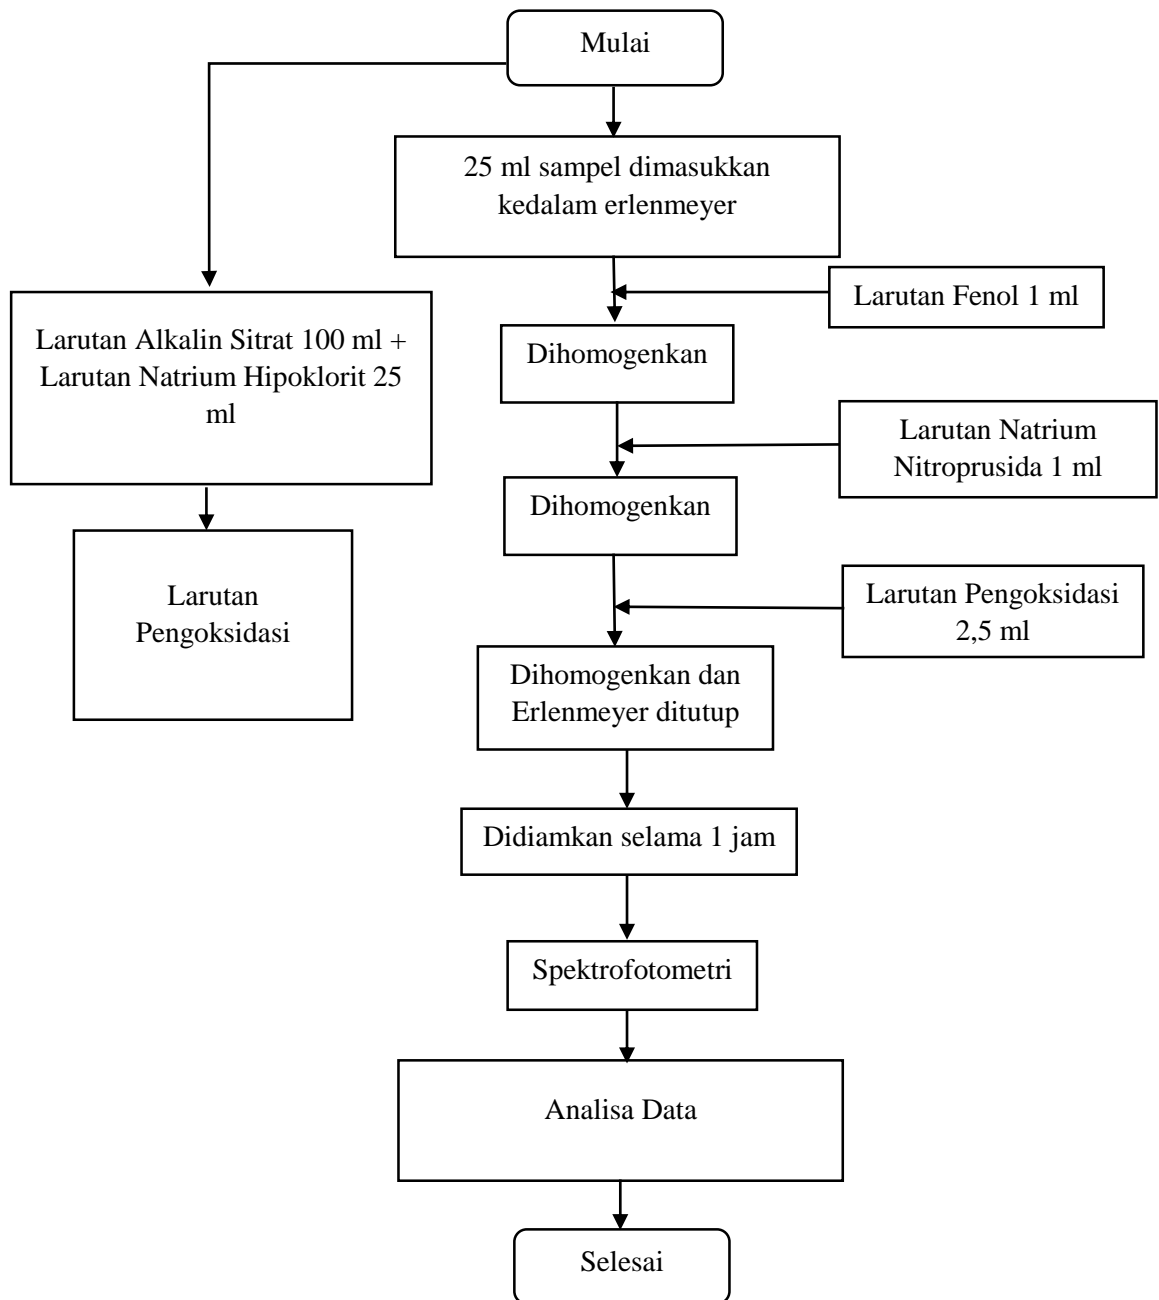 Mulai
25 ml sampel dimasukkan
kedalam erlenmeyer
Larutan Fenol 1 ml
Larutan Alkalin Sitrat 100 ml +
Larutan Natrium Hipoklorit 25
ml
Dihomogenkan
Larutan Natrium
Nitroprusida 1 ml
Dihomogenkan
Larutan
Pengoksidasi
Larutan Pengoksidasi
2,5 ml
Dihomogenkan dan
Erlenmeyer ditutup
Didiamkan selama 1 jam
Spektrofotometri
Analisa Data
Selesai